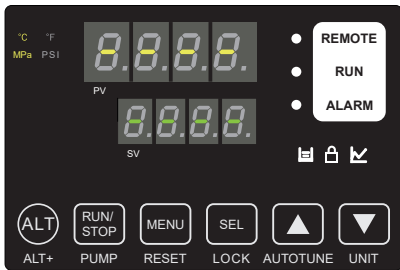 °C °F
MPa PSI
PV
SV
REMOTE
RUN
ALARM
ALT RUN/STOP MENU SEL
ALT+ PUMP RESET LOCK AUTOTUNE UNIT